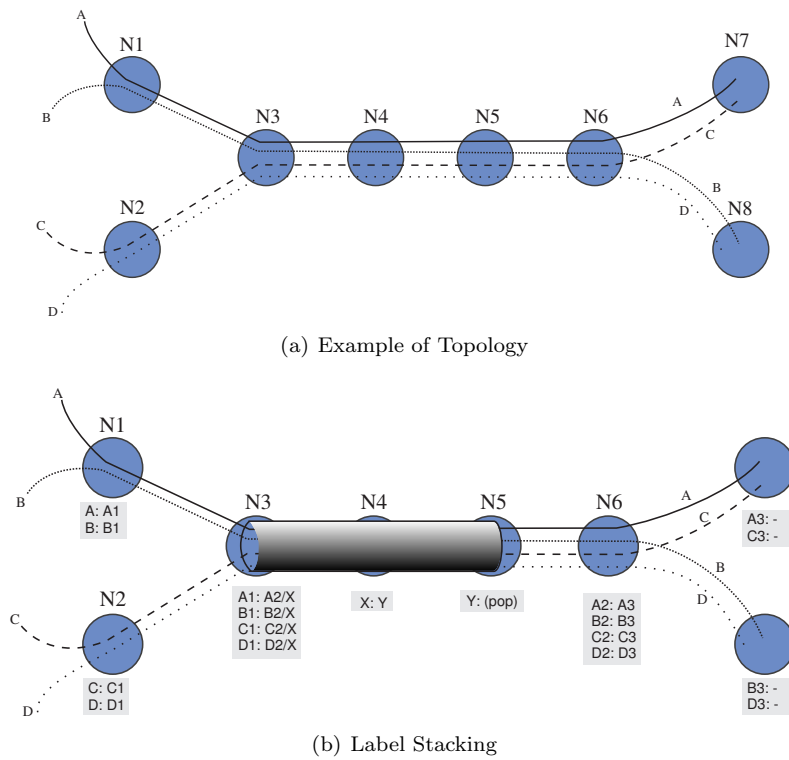 A
N1
N7
B
N3
N4
N5
N6
A
C
N2
C
B
D
N8
D
(a) Example of Topology
A
N1
B
A: A1
B: B1
N3
N4
N5
N6
A
C
A3: -
C3: -
N2
C
A1: A2/X
B1: B2/X
C1: C2/X
D1: D2/X
X: Y
Y: (pop)
A2: A3
B2: B3
C2: C3
D2: D3
B
D
D
C: C1
D: D1
B3: -
D3: -
(b) Label Stacking